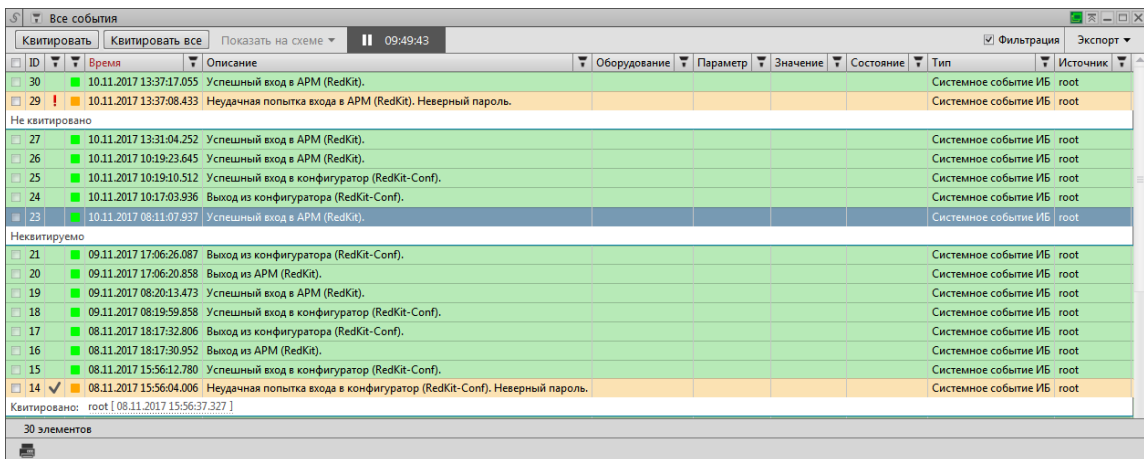 Все события
Квитировать Квитировать все Показать на схеме 09:49:43 Фильтрация Экспорт
ID Время Описание Оборудование Параметр Значение Состояние Тип Источник
30 10.11.2017 13:37:17.055 Успешный вход в АРМ (RedKit). Системное событие ИБ root
29 10.11.2017 13:37:08.433 Неудачная попытка входа в АРМ (RedKit). Неверный пароль. Системное событие ИБ root
Не квитировано
27 10.11.2017 13:31:04.252 Успешный вход в АРМ (RedKit). Системное событие ИБ root
26 10.11.2017 10:19:23.645 Успешный вход в АРМ (RedKit). Системное событие ИБ root
25 10.11.2017 10:19:10.512 Успешный вход в конфигуратор (RedKit-Conf). Системное событие ИБ root
24 10.11.2017 10:17:03.936 Выход из конфигуратора (RedKit-Conf). Системное событие ИБ root
23 10.11.2017 08:11:07.937 Успешный вход в АРМ (RedKit). Системное событие ИБ root
Неквитируемо
21 09.11.2017 17:06:26.087 Выход из конфигуратора (RedKit-Conf). Системное событие ИБ root
20 09.11.2017 17:06:20.858 Выход из АРМ (RedKit). Системное событие ИБ root
19 09.11.2017 08:20:13.473 Успешный вход в АРМ (RedKit). Системное событие ИБ root
18 09.11.2017 08:19:59.858 Успешный вход в конфигуратор (RedKit-Conf). Системное событие ИБ root
17 08.11.2017 18:17:32.806 Выход из конфигуратора (RedKit-Conf). Системное событие ИБ root
16 08.11.2017 18:17:30.952 Выход из АРМ (RedKit). Системное событие ИБ root
15 08.11.2017 15:56:12.780 Успешный вход в конфигуратор (RedKit-Conf). Системное событие ИБ root
14 08.11.2017 15:56:04.006 Неудачная попытка входа в конфигуратор (RedKit-Conf). Неверный пароль. Системное событие ИБ root
Квитировано: root [ 08.11.2017 15:56:37.327 ]
30 элементов